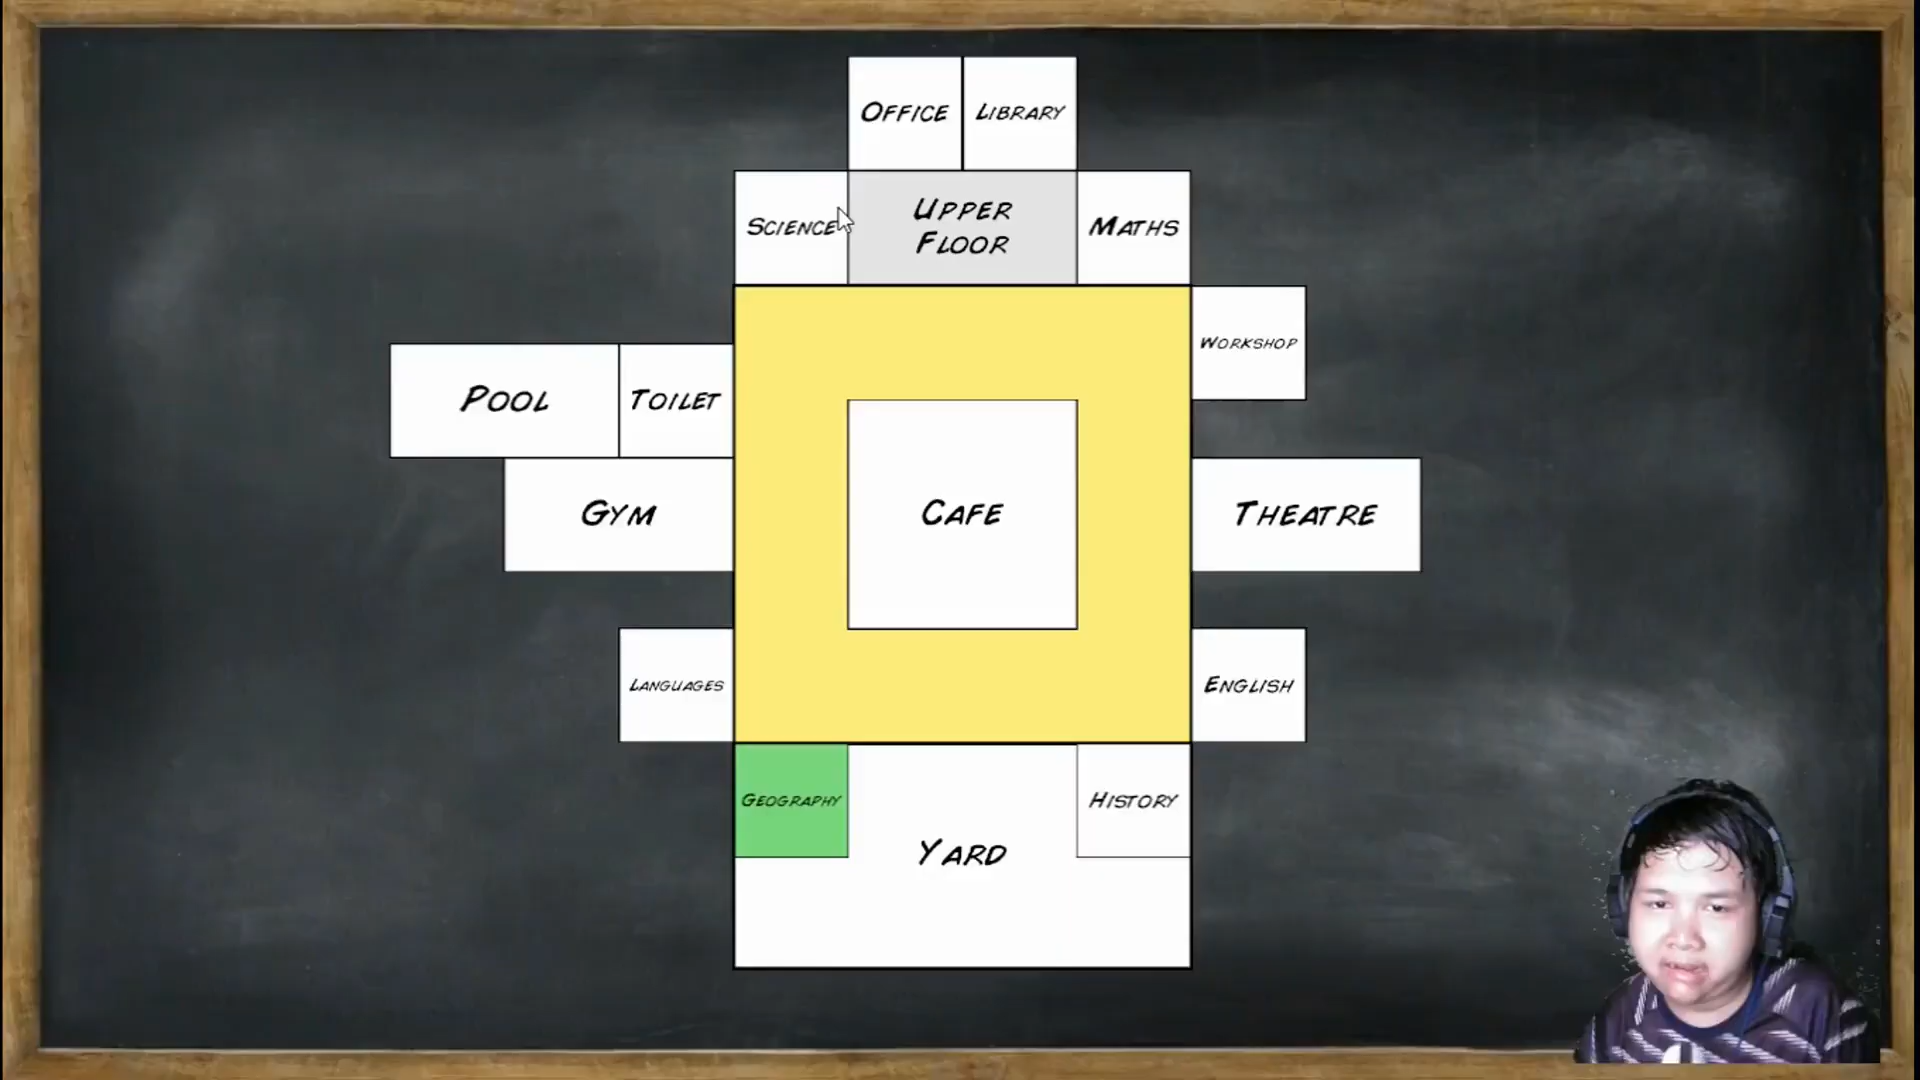 OFFICE
LIBRARY
SCIENCE
UPPER
FLOOR
MATHS
WORKSHOP
POOL
TOILET
GYM
CAFE
THEATRE
LANGUAGES
ENGLISH
GEOGRAPHY
HISTORY
YARD